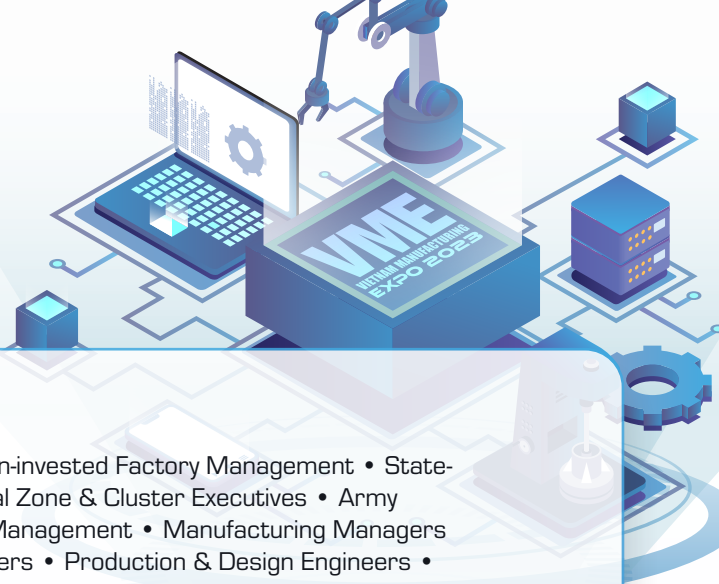 VME
VIETNAM MANUFACTURING
EXPO 2023
n-invested Factory Management • State-
al Zone & Cluster Executives • Army
Management • Manufacturing Managers
ers • Production & Design Engineers •